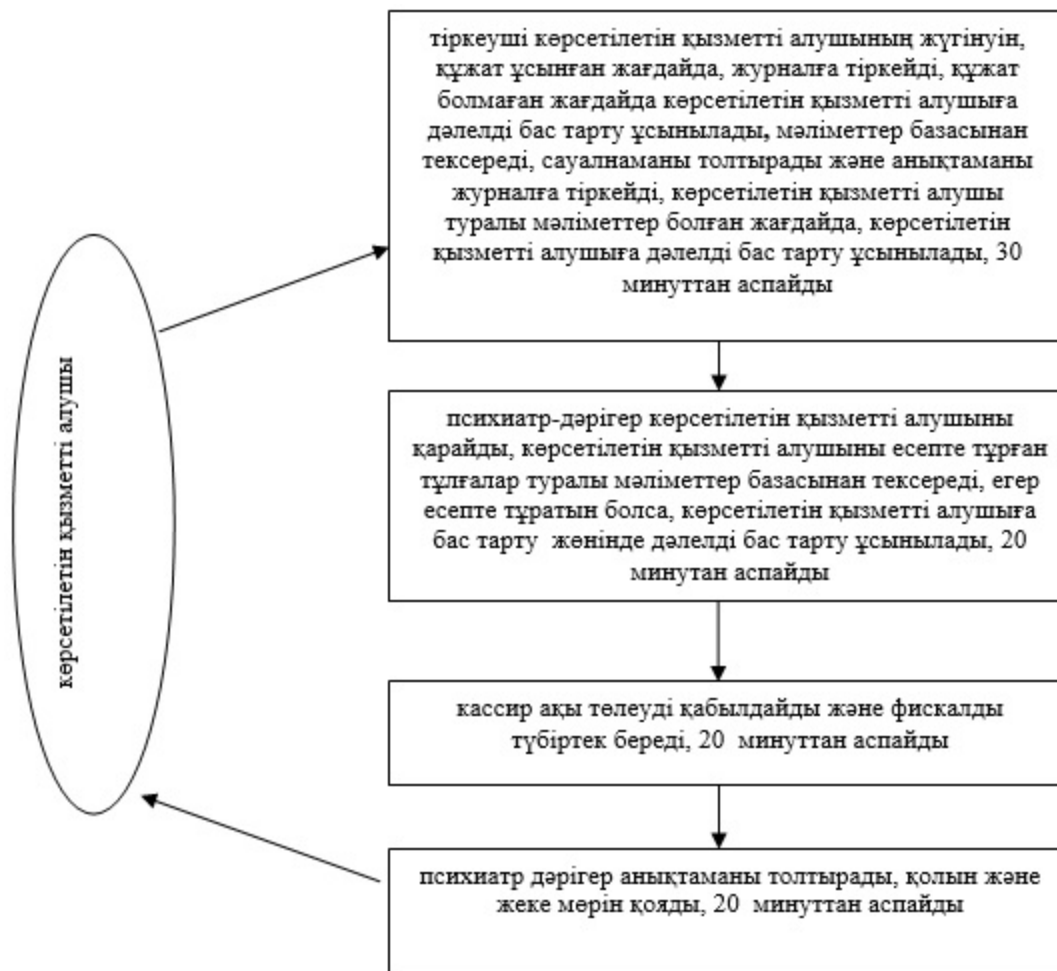 тіркеуші көрсетілетін қызметті алушының жүгінуін,
құжат ұсынған жағдайда, журналға тіркейді, құжат
болмаған жағдайда көрсетілетін қызметті алушыға
дәлелді бас тарту ұсынылады, мәліметтер базасынан
тексереді, сауалнаманы толтырады және анықтаманы
журналға тіркейді, көрсетілетін қызметті алушы
туралы мәліметтер болған жағдайда, көрсетілетін
қызметті алушыға дәлелді бас тарту ұсынылады, 30
минуттан аспайды
көрсетілетін қызметті алушы
психиатр-дәрігер көрсетілетін қызметті алушыны
қарайды, көрсетілетін қызметті алушыны есепте тұрған
тұлғалар туралы мәліметтер базасынан тексереді, егер
есепте тұратын болса, көрсетілетін қызметті алушыға
бас тарту жөнінде дәлелді бас тарту ұсынылады, 20
минутан аспайды
кассир ақы төлеуді қабылдайды және фискалды
түбіртек береді, 20 минуттан аспайды
психиатр дәрігер анықтаманы толтырады, қолын және
жеке мөрін қояды, 20 минуттан аспайды